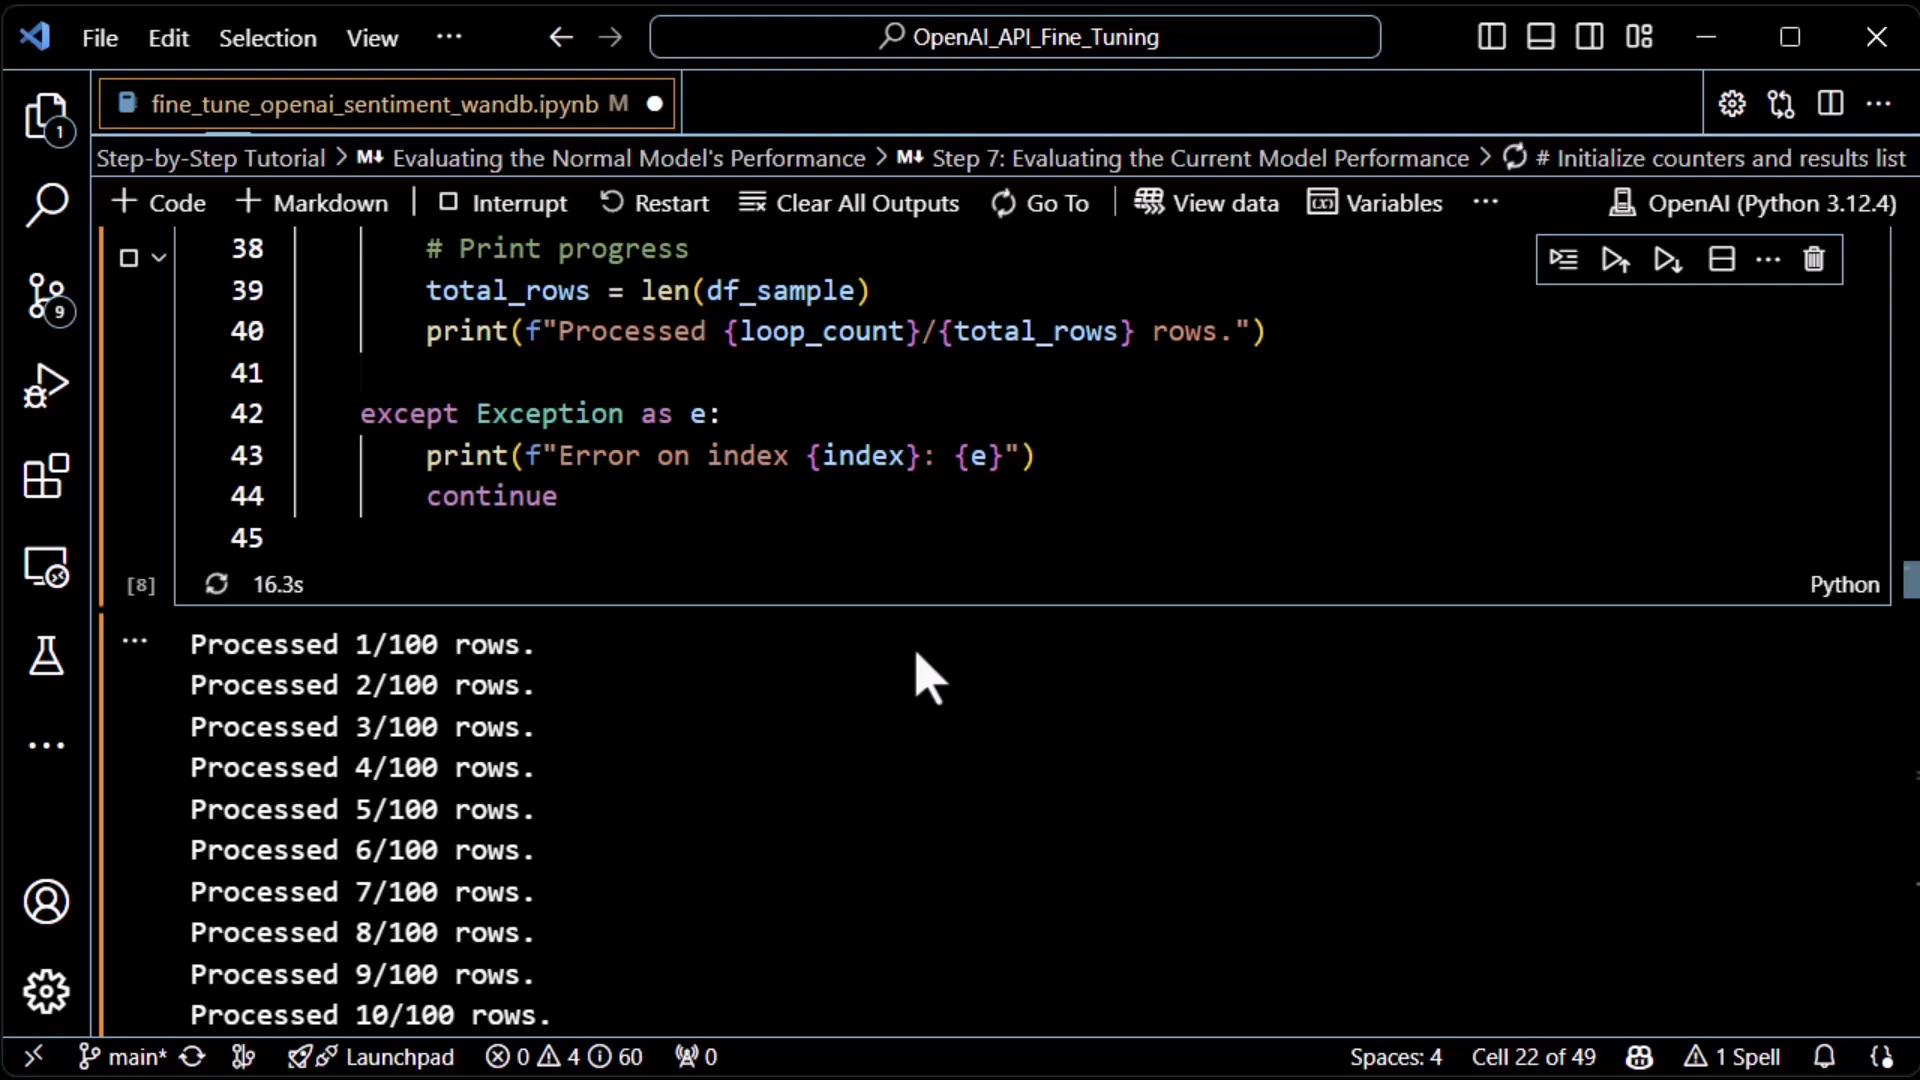 File Edit Selection View ··· OpenAI_API_Fine_Tuning
fine_tune_openai_sentiment_wandb.ipynb M
Step-by-Step Tutorial > M↓ Evaluating the Normal Model's Performance > M↓ Step 7: Evaluating the Current Model Performance > # Initialize counters and results list
+ Code + Markdown | Interrupt Restart Clear All Outputs Go To | View data Variables ··· OpenAI (Python 3.12.4)
38 # Print progress
39 total_rows = len(df_sample)
40 print(f"Processed {loop_count}/{total_rows} rows.")
41
42 except Exception as e:
43 print(f"Error on index {index}: {e}")
44 continue
45
[8] 16.3s Python
Processed 1/100 rows.
Processed 2/100 rows.
Processed 3/100 rows.
Processed 4/100 rows.
Processed 5/100 rows.
Processed 6/100 rows.
Processed 7/100 rows.
Processed 8/100 rows.
Processed 9/100 rows.
Processed 10/100 rows.
1
9
main* Launchpad 0 4 60 0 Spaces: 4 Cell 22 of 49 1 Spell